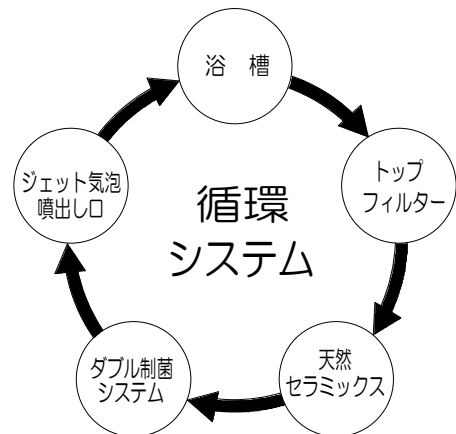 浴　槽
トップ
フィルター
天然
セラミックス
ダブル制菌
システム
ジェット気泡
噴出し口
循環
システム